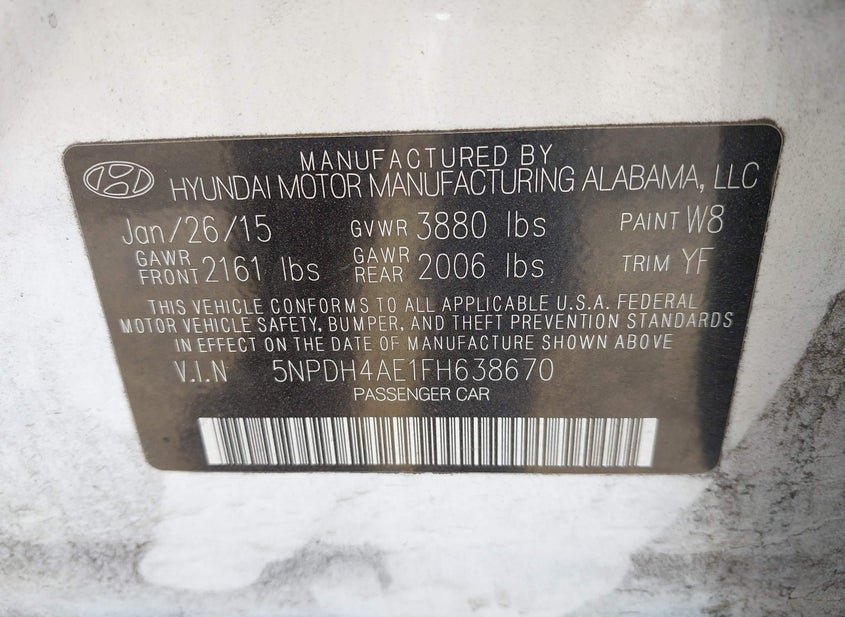 MANUFACTURED BY
HYUNDAI MOTOR MANUFACTURING ALABAMA, LLC
Jan/26/15 GVWR 3880 lbs PAINT W8
GAWR FRONT 2161 lbs GAWR REAR 2006 lbs TRIM YF
THIS VEHICLE CONFORMS TO ALL APPLICABLE U.S.A. FEDERAL
MOTOR VEHICLE SAFETY, BUMPER, AND THEFT PREVENTION STANDARDS
IN EFFECT ON THE DATE OF MANUFACTURE SHOWN ABOVE
V.I.N 5NPDH4AE1FH638670
PASSENGER CAR